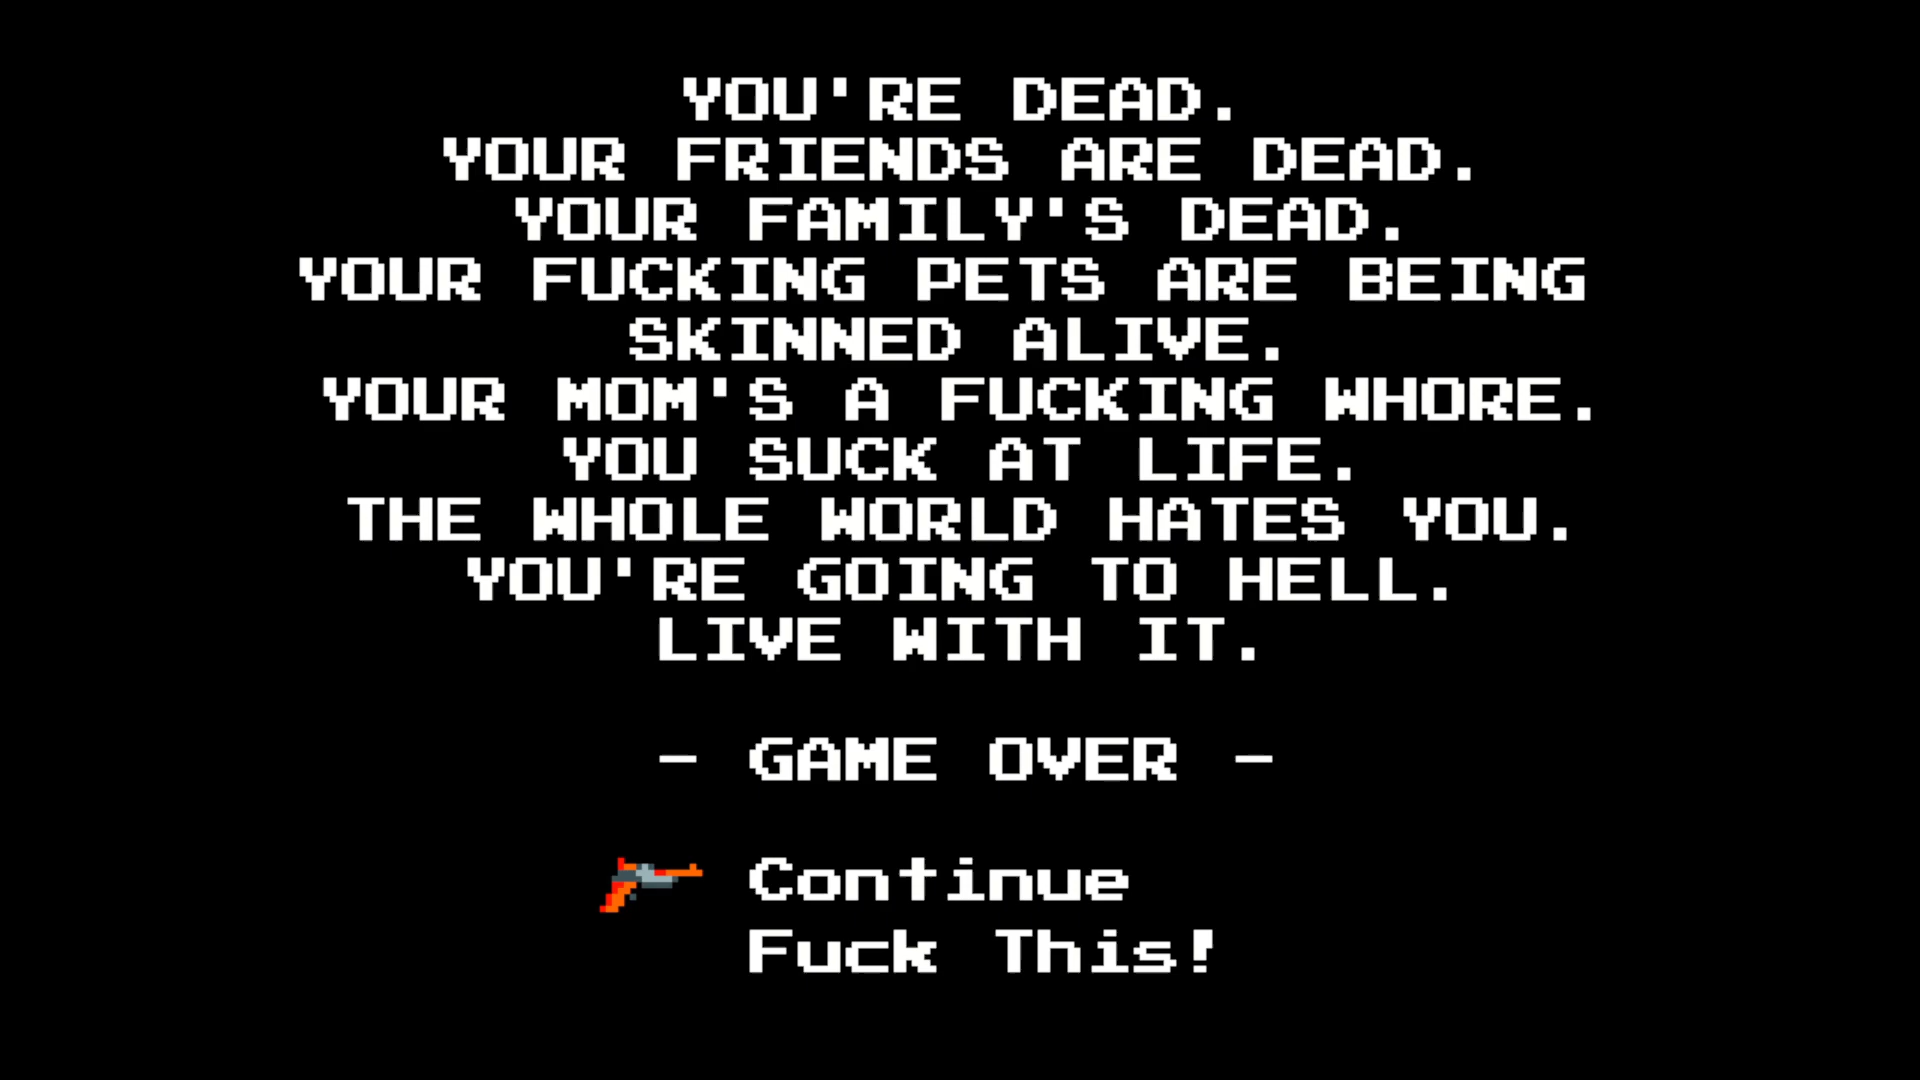 YOU'RE DEAD.
YOUR FRIENDS ARE DEAD.
YOUR FAMILY'S DEAD.
YOUR FUCKING PETS ARE BEING
SKINNED ALIVE.
YOUR MOM'S A FUCKING WHORE.
YOU SUCK AT LIFE.
THE WHOLE WORLD HATES YOU.
YOU'RE GOING TO HELL.
LIVE WITH IT.
- GAME OVER -
Continue
Fuck This!